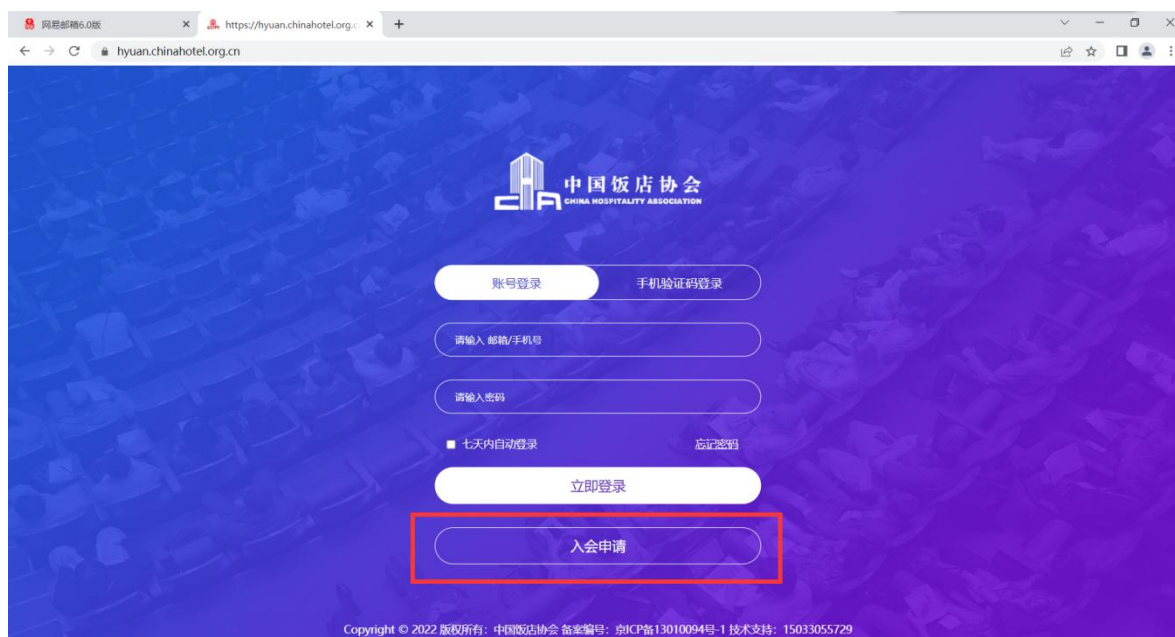 网易邮箱6.0版
https://hyuan.chinahotel.org.c
hyuan.chinahotel.org.cn
中国饭店协会
CHINA HOSPITALITY ASSOCIATION
账号登录 手机验证码登录
请输入 邮箱/手机号
请输入密码
七天内自动登录 忘记密码
立即登录
入会申请
Copyright © 2022 版权所有：中国饭店协会 备案编号：京ICP备13010094号-1 技术支持：15033055729